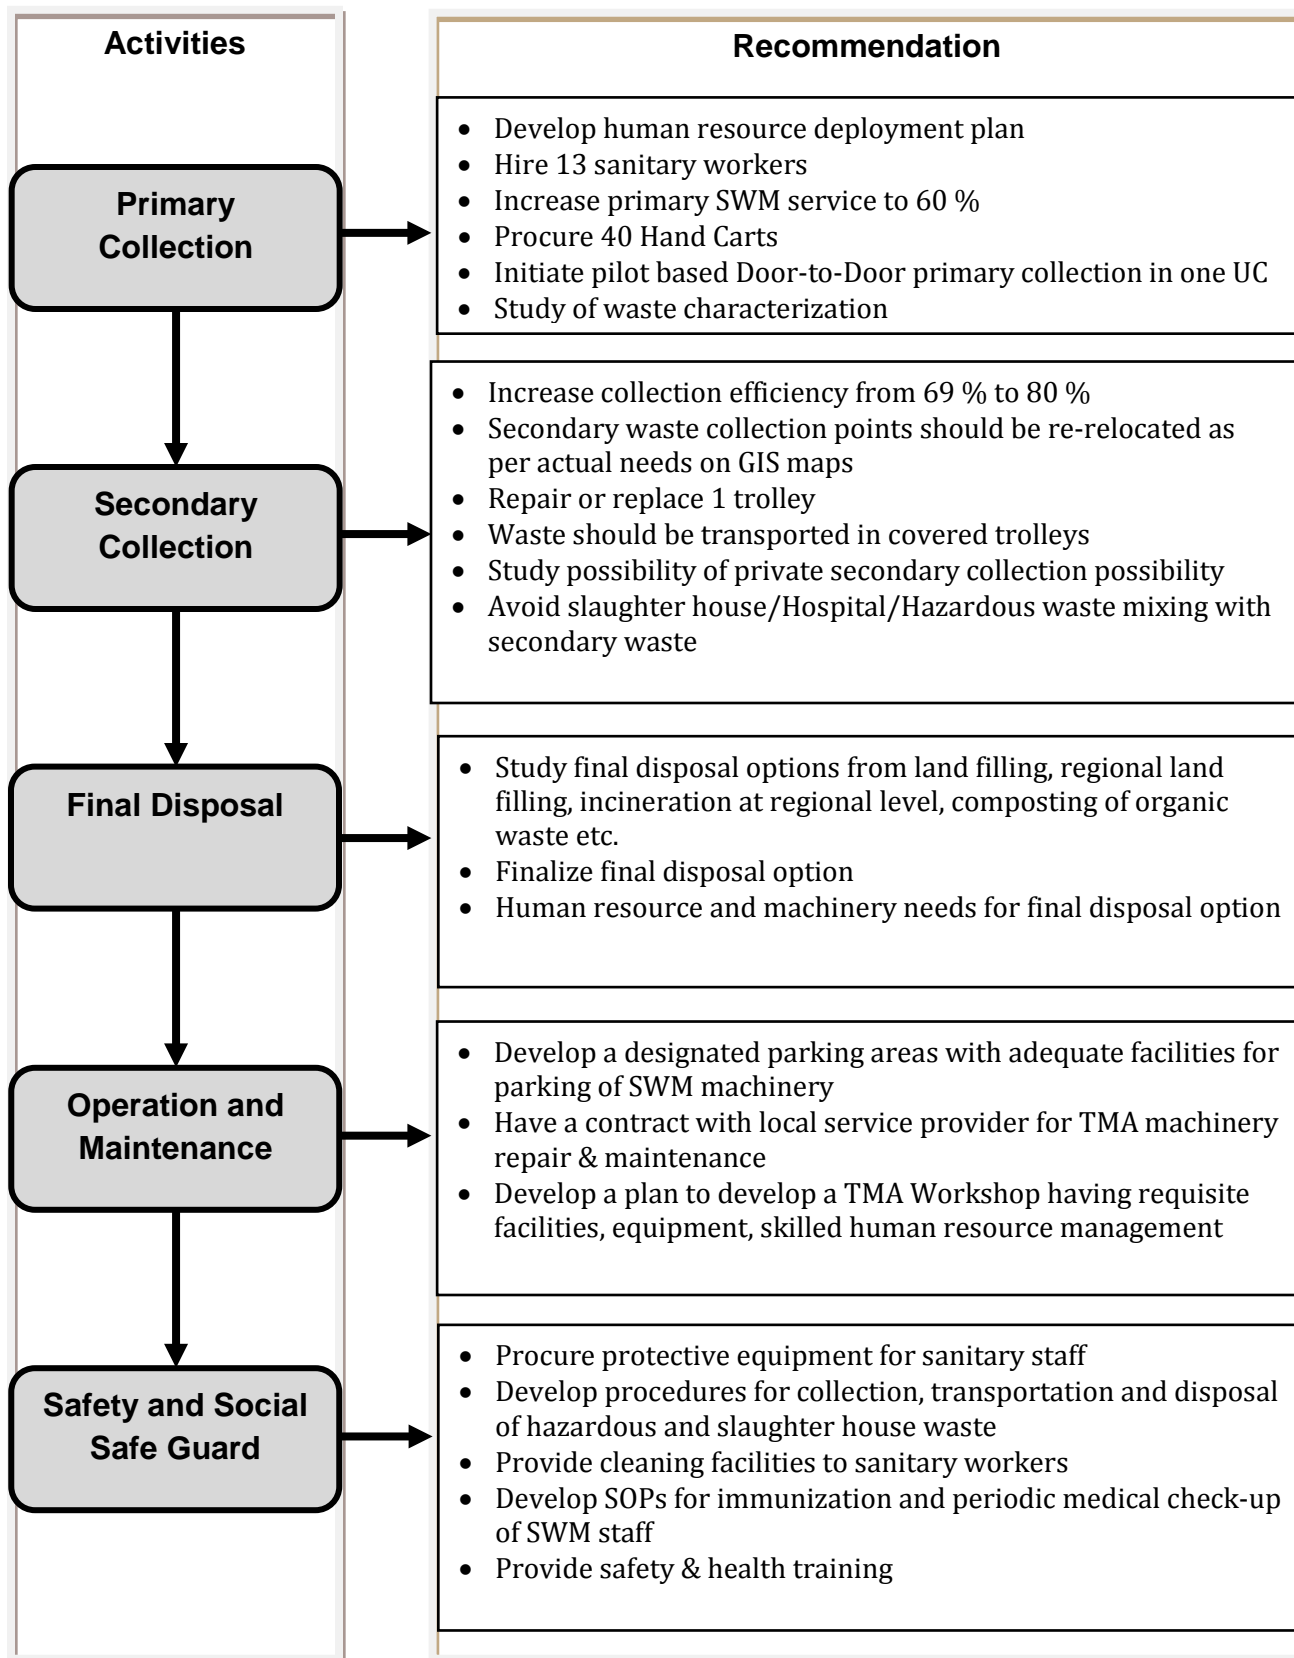 Activities
Recommendation
Primary
Collection
• Develop human resource deployment plan
• Hire 13 sanitary workers
• Increase primary SWM service to 60 %
• Procure 40 Hand Carts
• Initiate pilot based Door-to-Door primary collection in one UC
• Study of waste characterization
Secondary
Collection
• Increase collection efficiency from 69 % to 80 %
• Secondary waste collection points should be re-relocated as
per actual needs on GIS maps
• Repair or replace 1 trolley
• Waste should be transported in covered trolleys
• Study possibility of private secondary collection possibility
• Avoid slaughter house/Hospital/Hazardous waste mixing with
secondary waste
Final Disposal
• Study final disposal options from land filling, regional land
filling, incineration at regional level, composting of organic
waste etc.
• Finalize final disposal option
• Human resource and machinery needs for final disposal option
Operation and
Maintenance
• Develop a designated parking areas with adequate facilities for
parking of SWM machinery
• Have a contract with local service provider for TMA machinery
repair & maintenance
• Develop a plan to develop a TMA Workshop having requisite
facilities, equipment, skilled human resource management
Safety and Social
Safe Guard
• Procure protective equipment for sanitary staff
• Develop procedures for collection, transportation and disposal
of hazardous and slaughter house waste
• Provide cleaning facilities to sanitary workers
• Develop SOPs for immunization and periodic medical check-up
of SWM staff
• Provide safety & health training